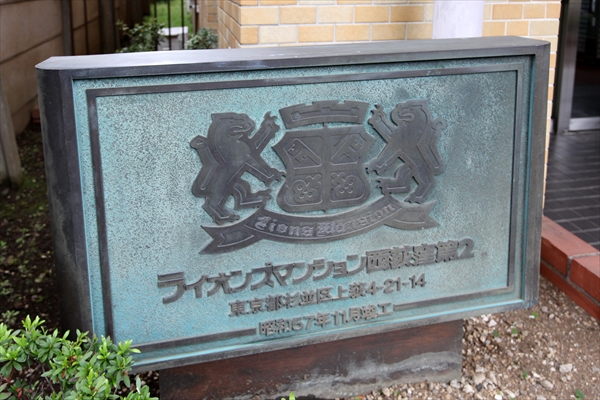 Lions Mansion
ライオンズマンション西荻窪第2
東京都杉並区上荻4-21-14
昭和57年11月竣工